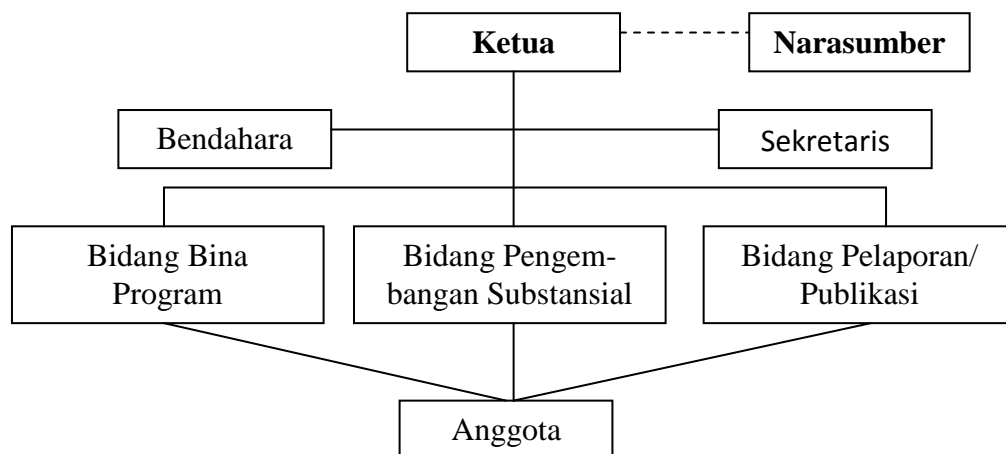 Ketua
Narasumber
Bendahara
Sekretaris
Bidang Bina
Program
Bidang Pengem-
bangan Substansial
Bidang Pelaporan/
Publikasi
Anggota